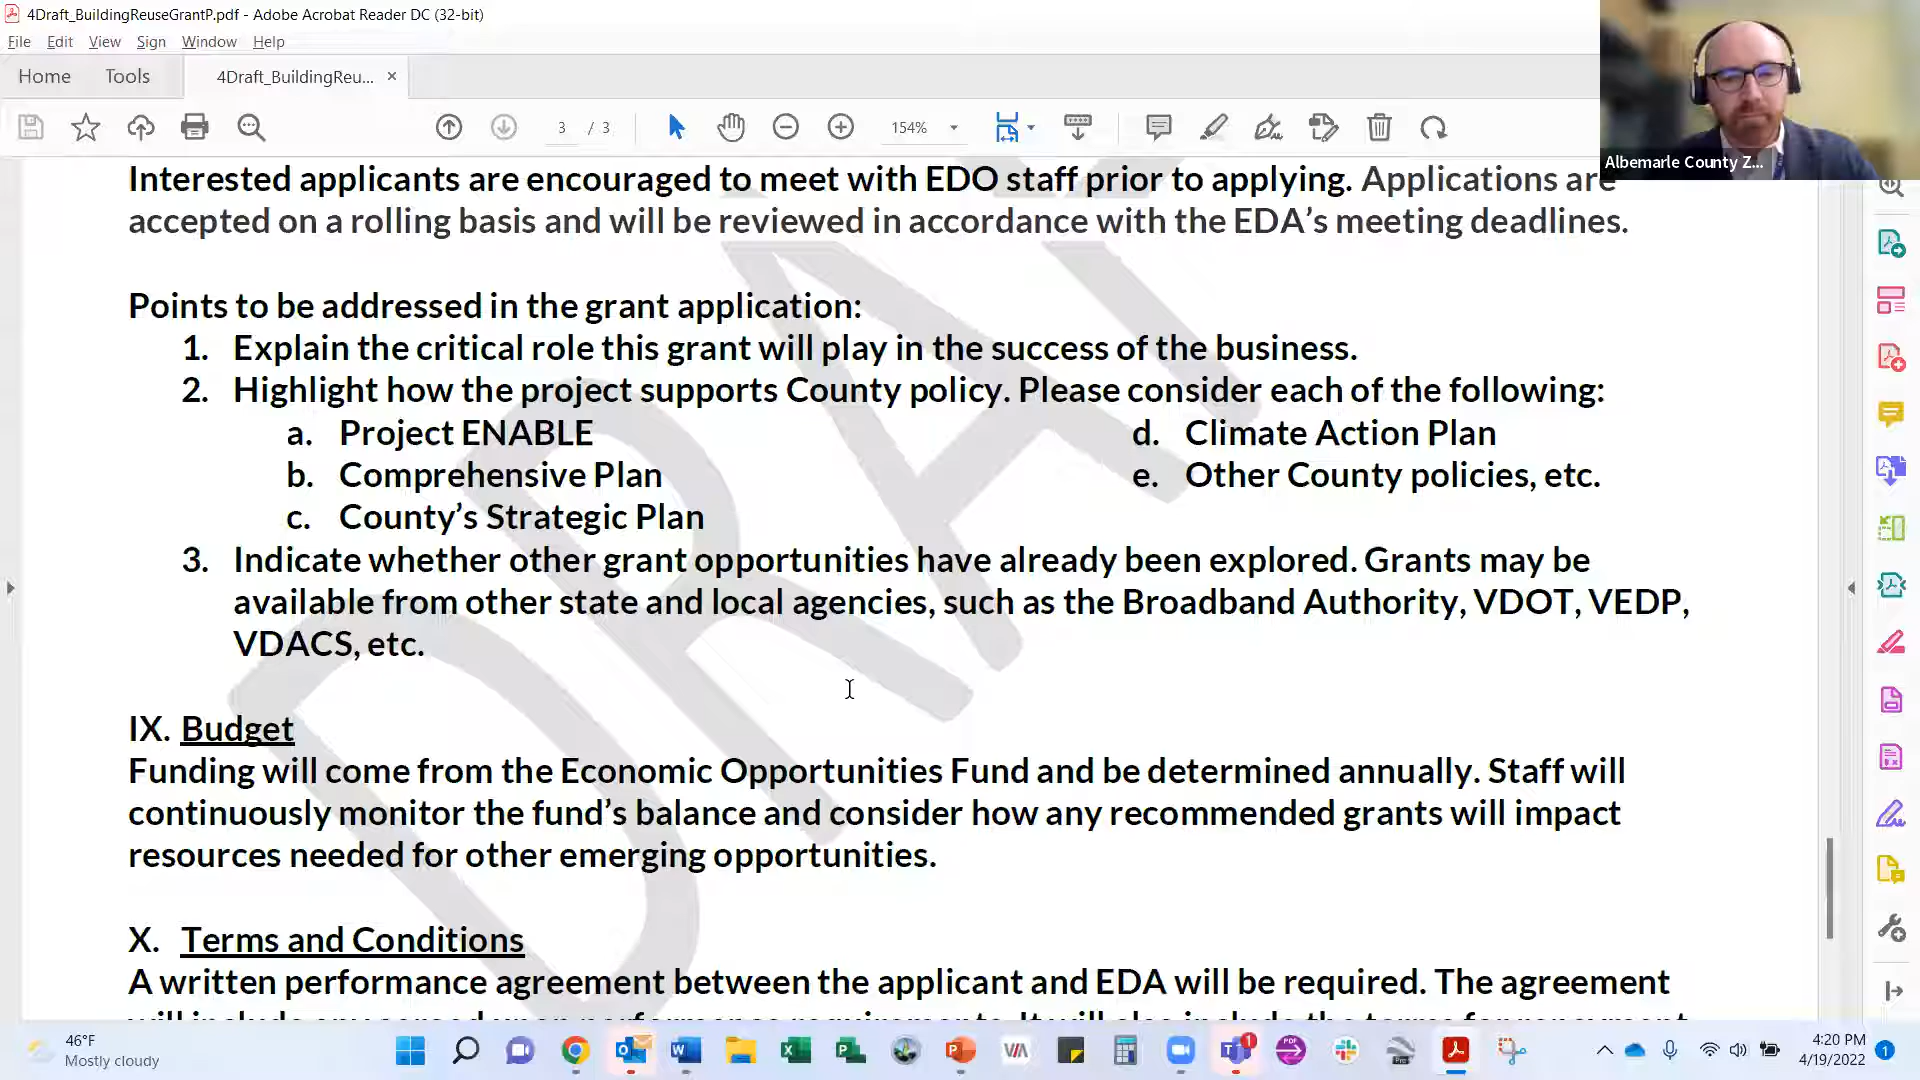 4Draft_BuildingReuseGrantP.pdf - Adobe Acrobat Reader DC (32-bit)
File Edit View Sign Window Help
Home Tools 4Draft_BuildingReu... ×
3 / 3 154%
Albemarle County Z...
Interested applicants are encouraged to meet with EDO staff prior to applying. Applications are
accepted on a rolling basis and will be reviewed in accordance with the EDA’s meeting deadlines.
Points to be addressed in the grant application:
1. Explain the critical role this grant will play in the success of the business.
2. Highlight how the project supports County policy. Please consider each of the following:
a. Project ENABLE
b. Comprehensive Plan
c. County’s Strategic Plan
d. Climate Action Plan
e. Other County policies, etc.
3. Indicate whether other grant opportunities have already been explored. Grants may be
available from other state and local agencies, such as the Broadband Authority, VDOT, VEDP,
VDACS, etc.
IX. Budget
Funding will come from the Economic Opportunities Fund and be determined annually. Staff will
continuously monitor the fund’s balance and consider how any recommended grants will impact
resources needed for other emerging opportunities.
X. Terms and Conditions
A written performance agreement between the applicant and EDA will be required. The agreement
DRAF
46°F
Mostly cloudy
VIA
1
PDF
Pro
4:20 PM
4/19/2022
1